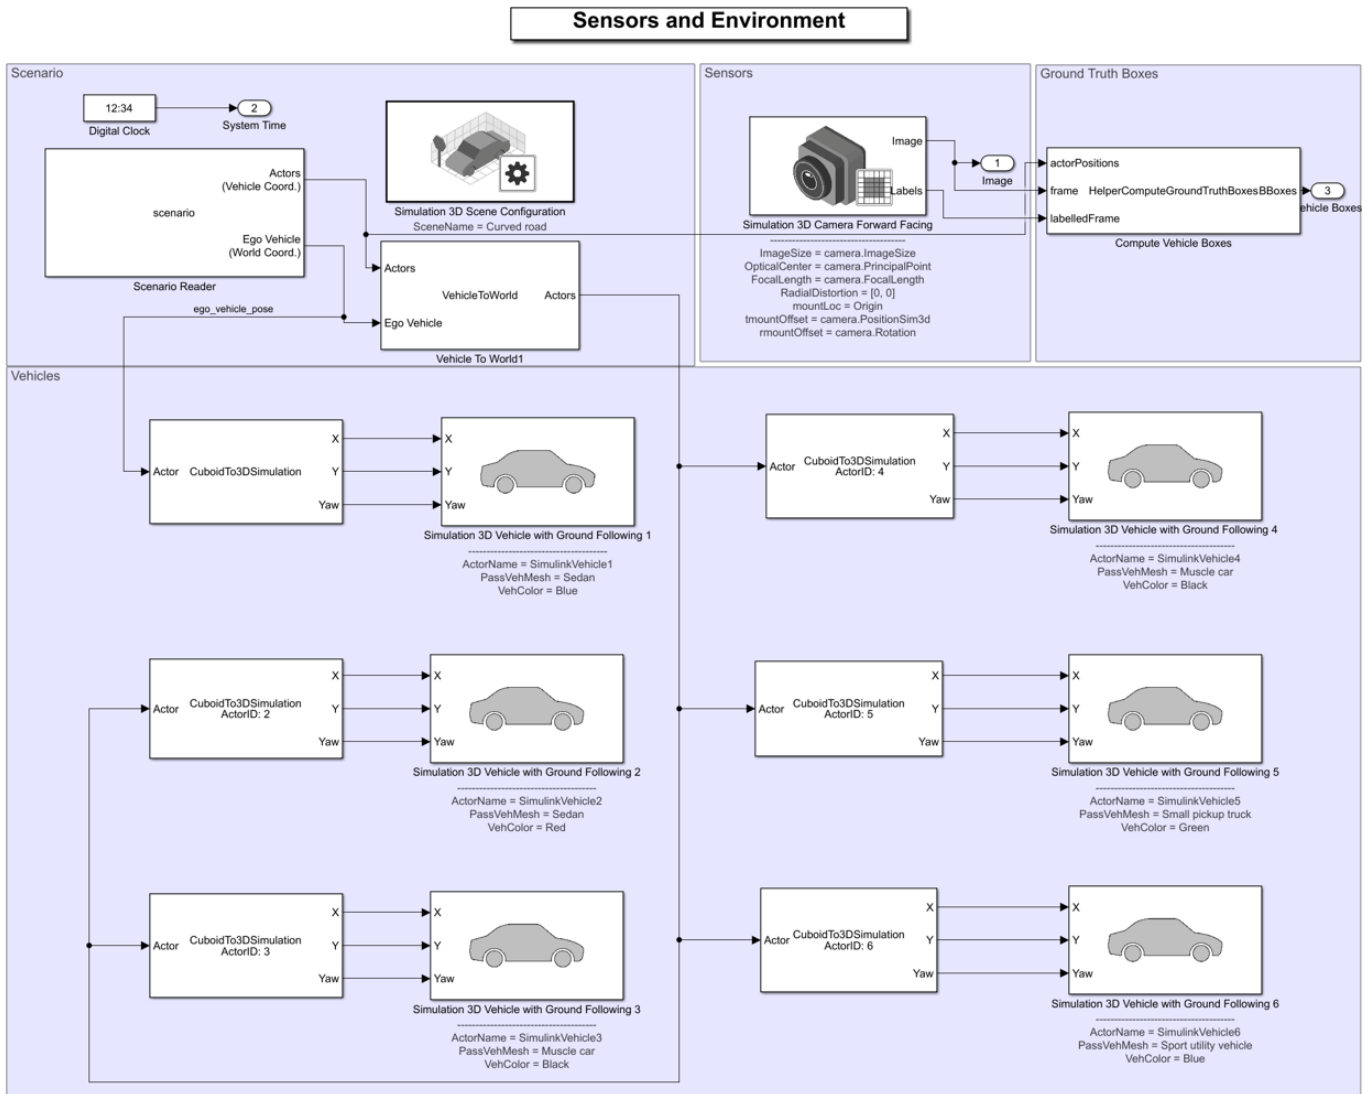 Sensors and Environment
Scenario
12:34
Digital Clock
2
System Time
Simulation 3D Scene Configuration
SceneName = Curved road
scenario
Actors
(Vehicle Coord.)
Ego Vehicle
(World Coord.)
Scenario Reader
ego_vehicle_pose
Actors
Ego Vehicle
VehicleToWorld
Actors
Vehicle To World1
Sensors
Image
Labels
Simulation 3D Camera Forward Facing
------------------------------------
ImageSize = camera.ImageSize
OpticalCenter = camera.PrincipalPoint
FocalLength = camera.FocalLength
RadialDistortion = [0, 0]
mountLoc = Origin
tmountOffset = camera.PositionSim3d
rmountOffset = camera.Rotation
1
Image
Ground Truth Boxes
actorPositions
frame
labelledFrame
HelperComputeGroundTruthBoxes
BBoxes
Compute Vehicle Boxes
3
ehicle Boxes
Vehicles
Actor
CuboidTo3DSimulation
X
Y
Yaw
X
Y
Yaw
Simulation 3D Vehicle with Ground Following 1
-------------------------------------
ActorName = SimulinkVehicle1
PassVehMesh = Sedan
VehColor = Blue
Actor
CuboidTo3DSimulation
ActorID: 4
X
Y
Yaw
X
Y
Yaw
Simulation 3D Vehicle with Ground Following 4
-------------------------------------
ActorName = SimulinkVehicle4
PassVehMesh = Muscle car
VehColor = Black
Actor
CuboidTo3DSimulation
ActorID: 2
X
Y
Yaw
X
Y
Yaw
Simulation 3D Vehicle with Ground Following 2
-------------------------------------
ActorName = SimulinkVehicle2
PassVehMesh = Sedan
VehColor = Red
Actor
CuboidTo3DSimulation
ActorID: 5
X
Y
Yaw
X
Y
Yaw
Simulation 3D Vehicle with Ground Following 5
-------------------------------------
ActorName = SimulinkVehicle5
PassVehMesh = Small pickup truck
VehColor = Green
Actor
CuboidTo3DSimulation
ActorID: 3
X
Y
Yaw
X
Y
Yaw
Simulation 3D Vehicle with Ground Following 3
-------------------------------------
ActorName = SimulinkVehicle3
PassVehMesh = Muscle car
VehColor = Black
Actor
CuboidTo3DSimulation
ActorID: 6
X
Y
Yaw
X
Y
Yaw
Simulation 3D Vehicle with Ground Following 6
-------------------------------------
ActorName = SimulinkVehicle6
PassVehMesh = Sport utility vehicle
VehColor = Blue